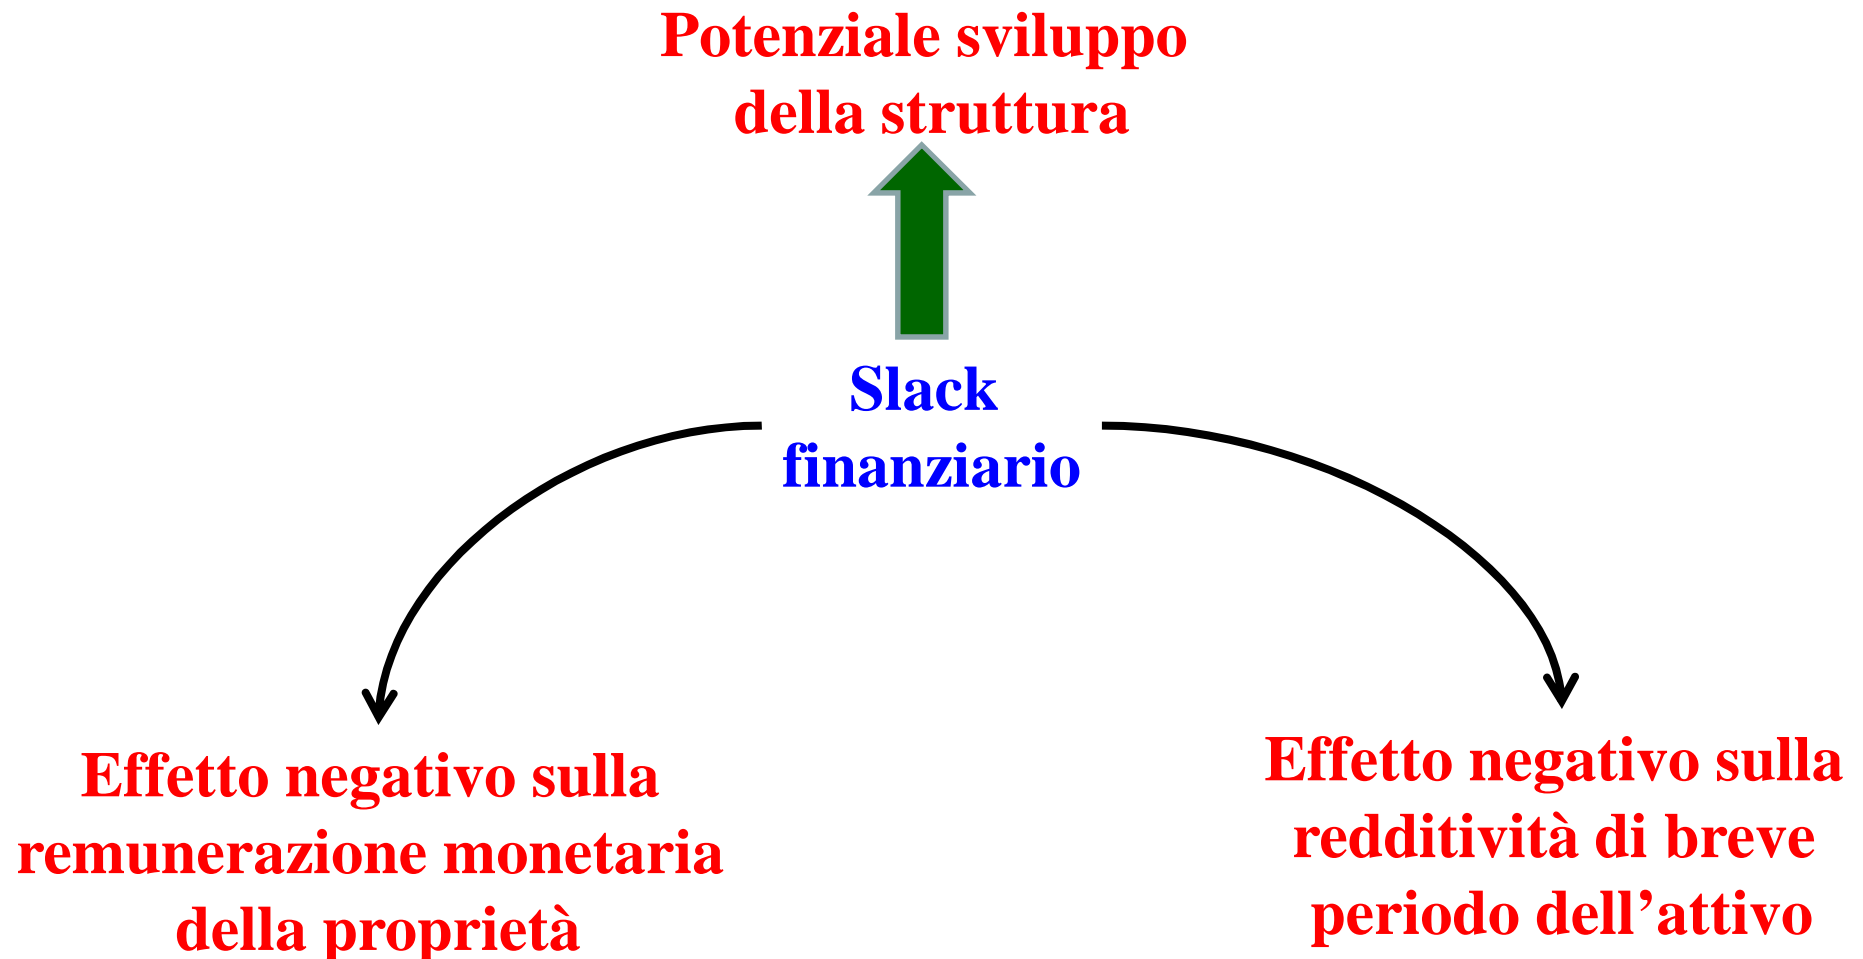 Potenziale sviluppo
della struttura
Slack
finanziario
Effetto negativo sulla
remunerazione monetaria
della proprietà
Effetto negativo sulla
redditività di breve
periodo dell’attivo